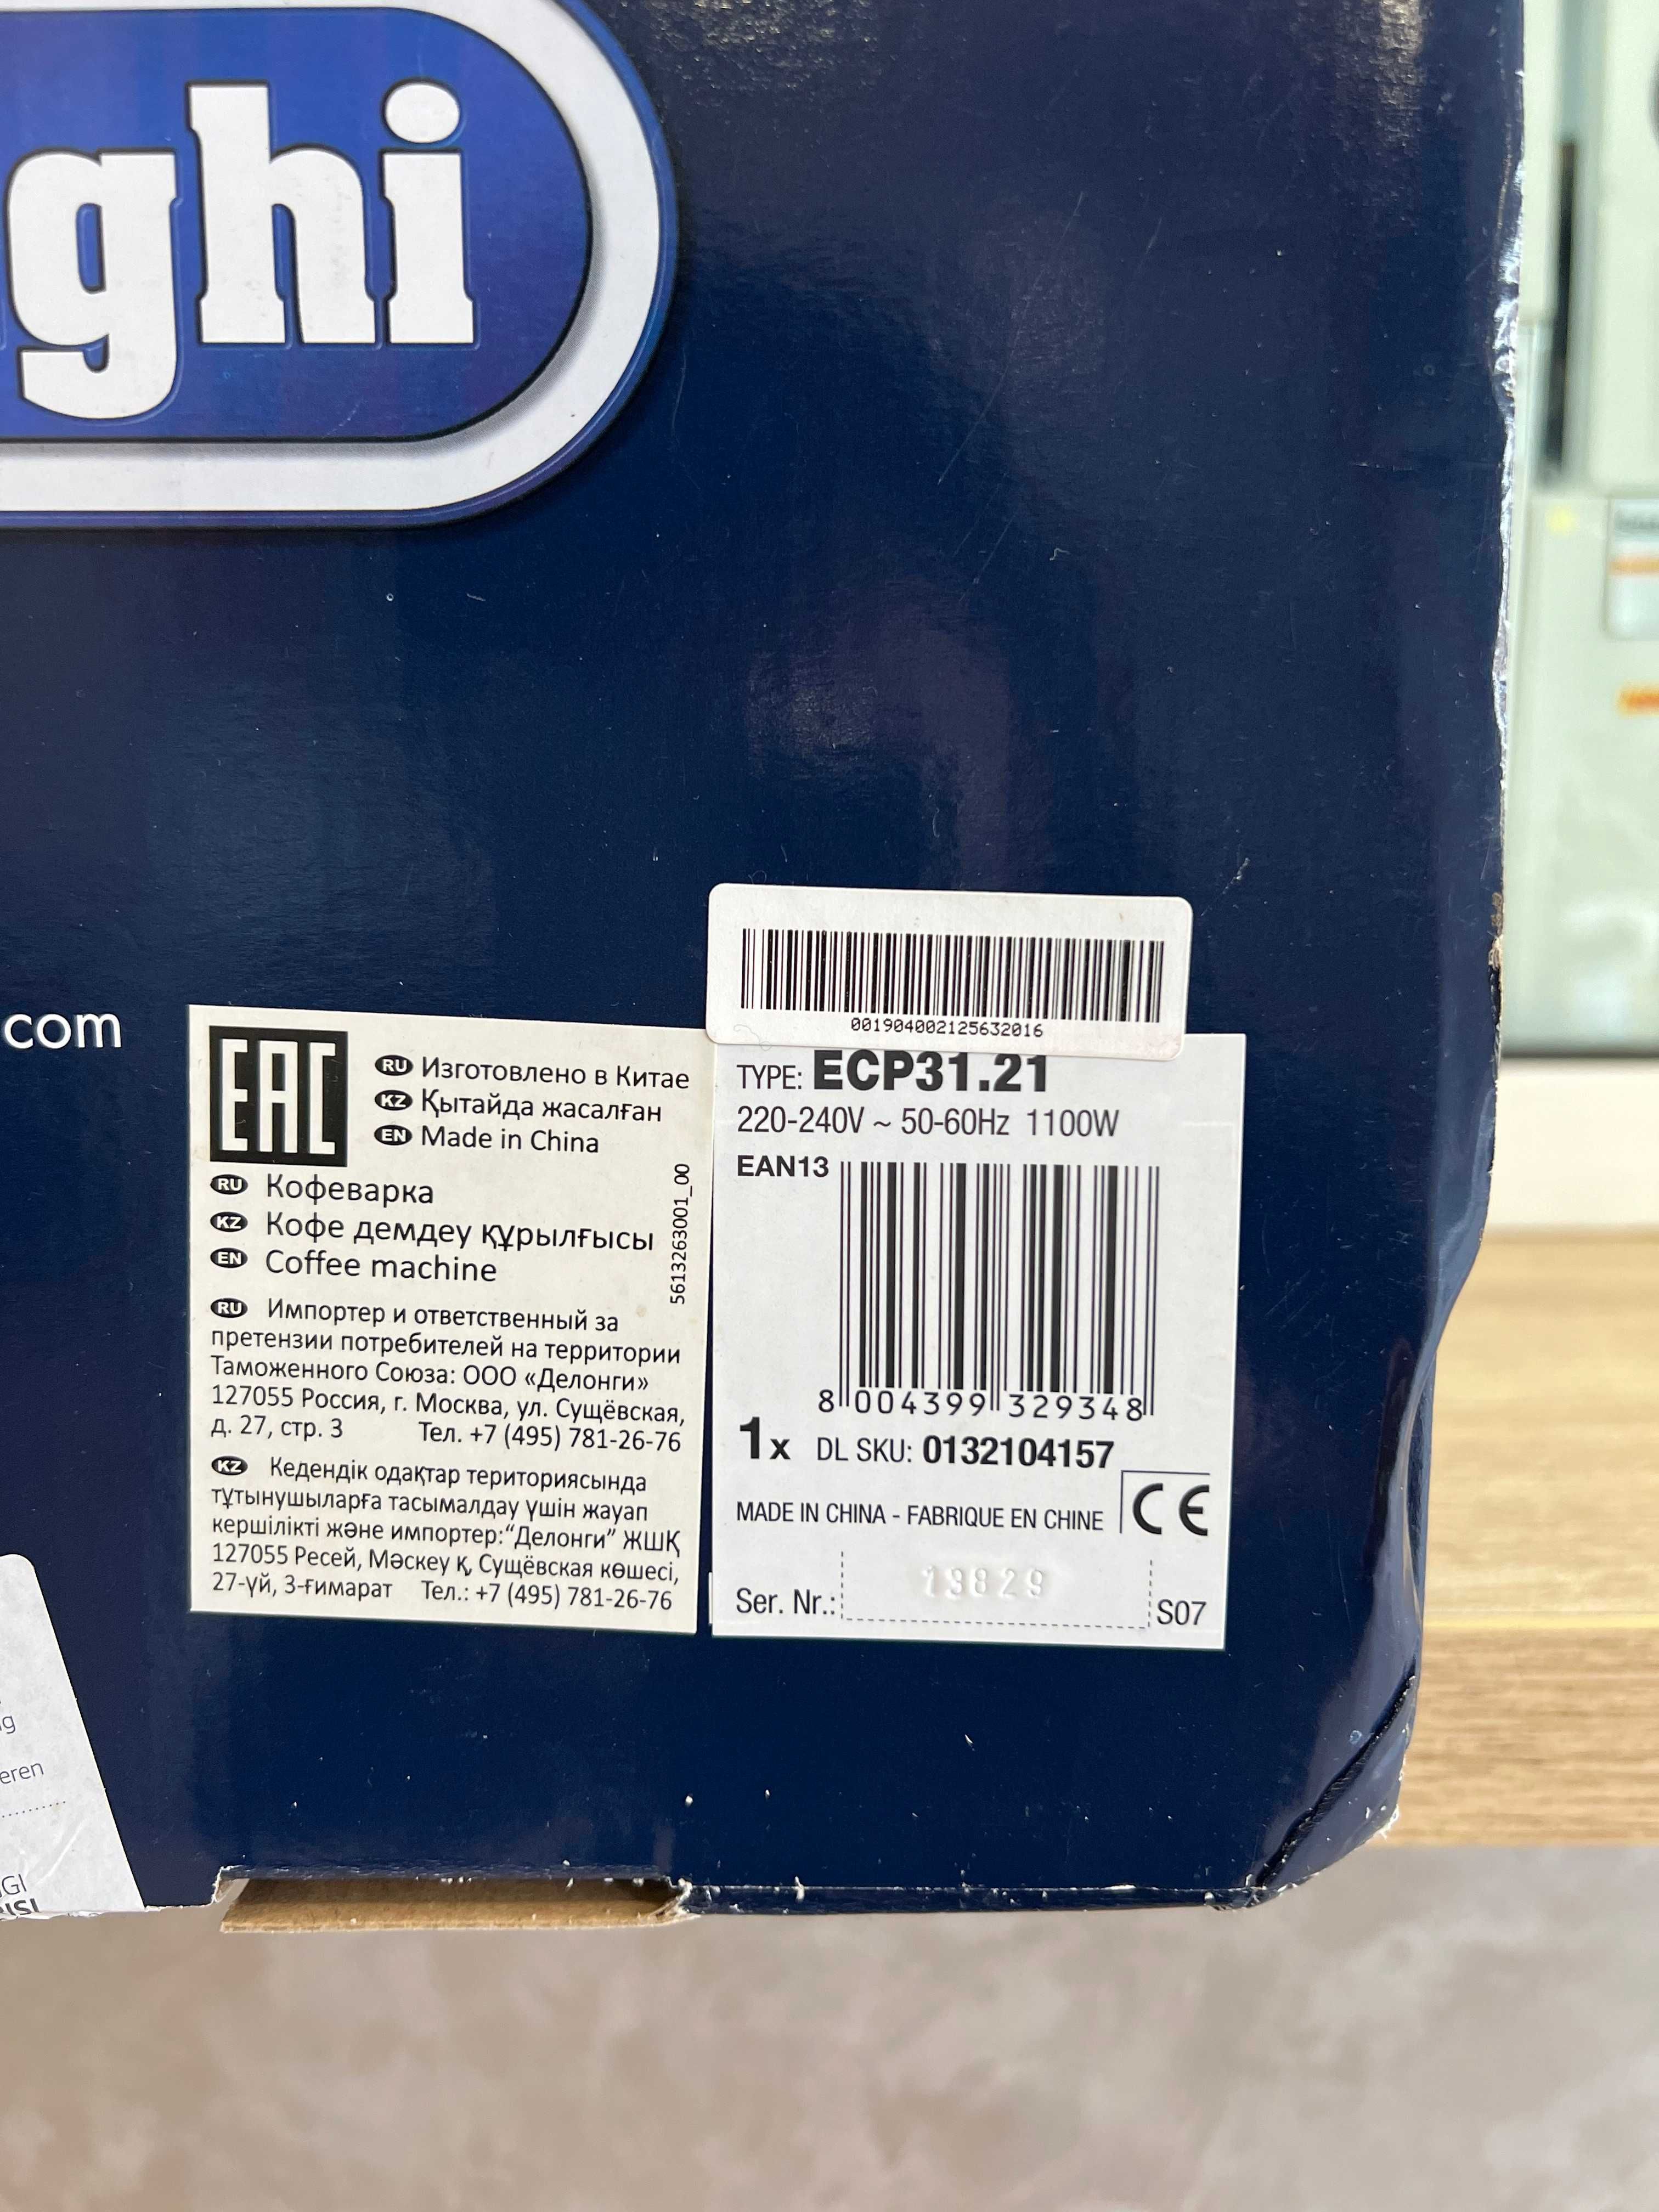 ghi
.com
001904002125632016
EAC
RU Изготовлено в Китае
KZ Қытайда жасалған
EN Made in China
RU Кофеварка
KZ Кофе демдеу құрылғысы
EN Coffee machine
5613263001_00
RU Импортер и ответственный за
претензии потребителей на территории
Таможенного Союза: ООО «Делонги»
127055 Россия, г. Москва, ул. Сущёвская,
д. 27, стр. 3 Тел. +7 (495) 781-26-76
KZ Кедендік одақтар териториясында
тұтынушыларға тасымалдау үшін жауап
кершілікті және импортер:“Делонги” ЖШҚ
127055 Ресей, Мәскеу қ, Сущёвская көшесі,
27-үй, 3-ғимарат Тел.: +7 (495) 781-26-76
TYPE: ECP31.21
220-240V ~ 50-60Hz 1100W
EAN13
8 004399 329348
1x DL SKU: 0132104157
MADE IN CHINA - FABRIQUE EN CHINE CE
Ser. Nr.: 13829 S07
eren